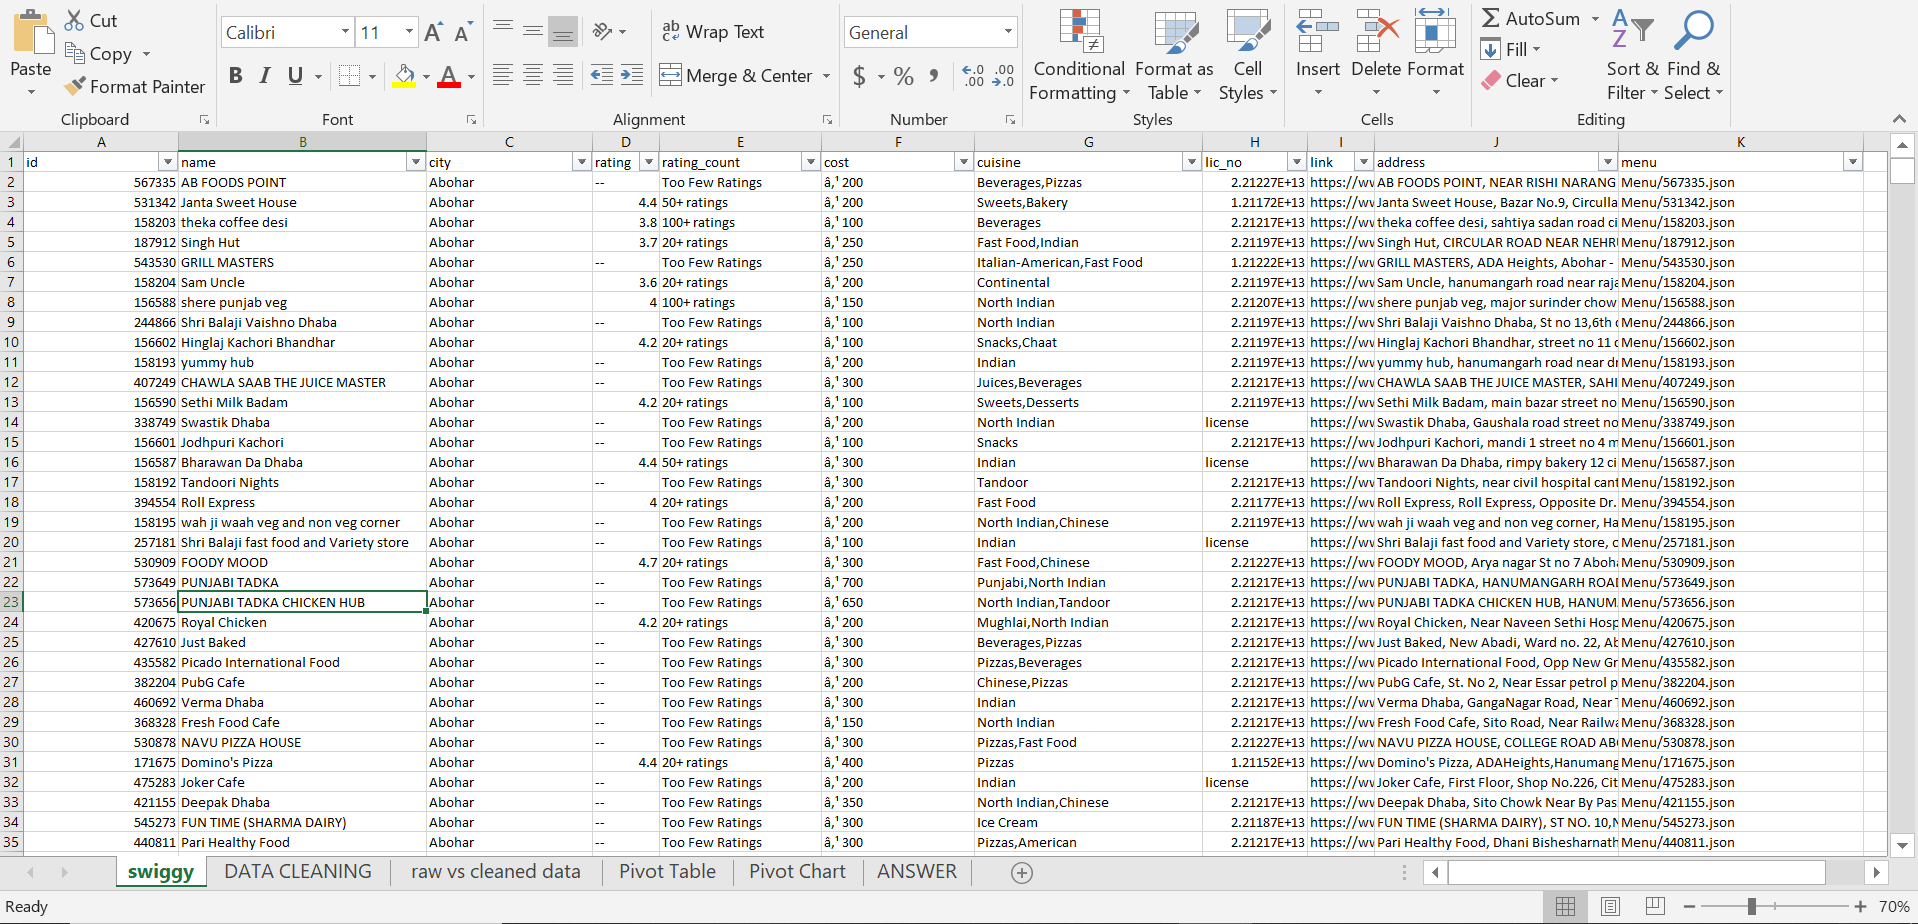 Cut
Copy
Format Painter
Paste
Clipboard
Calibri 11 A A
B I U A
Font
ab Wrap Text
Merge & Center
Alignment
General
$ % , .0 .00 .00 .0
Number
Conditional Formatting
Format as Table
Cell Styles
Styles
Insert Delete Format
Cells
AutoSum
Fill
Clear
Sort & Filter
Find & Select
Editing
A B C D E F G H I J K
1 id name city rating rating_count cost cuisine lic_no link address menu
2 567335 AB FOODS POINT Abohar -- Too Few Ratings â‚¹ 200 Beverages,Pizzas 2.21227E+13 https://w AB FOODS POINT, NEAR RISHI NARANG Menu/567335.json
3 531342 Janta Sweet House Abohar 4.4 50+ ratings â‚¹ 200 Sweets,Bakery 1.21172E+13 https://w Janta Sweet House, Bazar No.9, Circulla Menu/531342.json
4 158203 theka coffee desi Abohar 3.8 100+ ratings â‚¹ 100 Beverages 2.21217E+13 https://w theka coffee desi, sahtiya sadan road ci Menu/158203.json
5 187912 Singh Hut Abohar 3.7 20+ ratings â‚¹ 250 Fast Food,Indian 2.21197E+13 https://w Singh Hut, CIRCULAR ROAD NEAR NEHRU Menu/187912.json
6 543530 GRILL MASTERS Abohar -- Too Few Ratings â‚¹ 250 Italian-American,Fast Food 1.21222E+13 https://w GRILL MASTERS, ADA Heights, Abohar - Menu/543530.json
7 158204 Sam Uncle Abohar 3.6 20+ ratings â‚¹ 200 Continental 2.21197E+13 https://w Sam Uncle, hanumangarh road near raja Menu/158204.json
8 156588 shere punjab veg Abohar 4 100+ ratings â‚¹ 150 North Indian 2.21207E+13 https://w shere punjab veg, major surinder chow Menu/156588.json
9 244866 Shri Balaji Vaishno Dhaba Abohar -- Too Few Ratings â‚¹ 100 North Indian 2.21197E+13 https://w Shri Balaji Vaishno Dhaba, St no 13,6th Menu/244866.json
10 156602 Hinglaj Kachori Bhandhar Abohar 4.2 20+ ratings â‚¹ 100 Snacks,Chaat 2.21197E+13 https://w Hinglaj Kachori Bhandhar, street no 11 Menu/156602.json
11 158193 yummy hub Abohar -- Too Few Ratings â‚¹ 200 Indian 2.21197E+13 https://w yummy hub, hanumangarh road near d Menu/158193.json
12 407249 CHAWLA SAAB THE JUICE MASTER Abohar -- Too Few Ratings â‚¹ 300 Juices,Beverages 2.21217E+13 https://w CHAWLA SAAB THE JUICE MASTER, SAHI Menu/407249.json
13 156590 Sethi Milk Badam Abohar 4.2 20+ ratings â‚¹ 100 Sweets,Desserts 2.21197E+13 https://w Sethi Milk Badam, main bazar street no Menu/156590.json
14 338749 Swastik Dhaba Abohar -- Too Few Ratings â‚¹ 200 North Indian license https://w Swastik Dhaba, Gaushala road street no Menu/338749.json
15 156601 Jodhpuri Kachori Abohar -- Too Few Ratings â‚¹ 100 Snacks 2.21217E+13 https://w Jodhpuri Kachori, mandi 1 street no 4 m Menu/156601.json
16 156587 Bharawan Da Dhaba Abohar 4.4 50+ ratings â‚¹ 300 Indian license https://w Bharawan Da Dhaba, rimpy bakery 12 ci Menu/156587.json
17 158192 Tandoori Nights Abohar -- Too Few Ratings â‚¹ 300 Tandoor 2.21217E+13 https://w Tandoori Nights, near civil hospital cant Menu/158192.json
18 394554 Roll Express Abohar 4 20+ ratings â‚¹ 200 Fast Food 2.21177E+13 https://w Roll Express, Roll Express, Opposite Dr. Menu/394554.json
19 158195 wah ji waah veg and non veg corner Abohar -- Too Few Ratings â‚¹ 200 North Indian,Chinese 2.21197E+13 https://w wah ji waah veg and non veg corner, Ha Menu/158195.json
20 257181 Shri Balaji fast food and Variety store Abohar -- Too Few Ratings â‚¹ 100 Indian license https://w Shri Balaji fast food and Variety store, c Menu/257181.json
21 530909 FOODY MOOD Abohar 4.7 20+ ratings â‚¹ 300 Fast Food,Chinese 2.21227E+13 https://w FOODY MOOD, Arya nagar St no 7 Aboha Menu/530909.json
22 573649 PUNJABI TADKA Abohar -- Too Few Ratings â‚¹ 700 Punjabi,North Indian 2.21217E+13 https://w PUNJABI TADKA, HANUMANGARH ROAD Menu/573649.json
23 573656 PUNJABI TADKA CHICKEN HUB Abohar -- Too Few Ratings â‚¹ 650 North Indian,Tandoor 2.21217E+13 https://w PUNJABI TADKA CHICKEN HUB, HANUM Menu/573656.json
24 420675 Royal Chicken Abohar 4.2 20+ ratings â‚¹ 200 Mughlai,North Indian 2.21217E+13 https://w Royal Chicken, Near Naveen Sethi Hosp Menu/420675.json
25 427610 Just Baked Abohar -- Too Few Ratings â‚¹ 300 Beverages,Pizzas 2.21217E+13 https://w Just Baked, New Abadi, Ward no. 22, Ab Menu/427610.json
26 435582 Picado International Food Abohar -- Too Few Ratings â‚¹ 300 Pizzas,Beverages 2.21217E+13 https://w Picado International Food, Opp New Gr Menu/435582.json
27 382204 PubG Cafe Abohar -- Too Few Ratings â‚¹ 200 Chinese,Pizzas 2.21217E+13 https://w PubG Cafe, St. No 2, Near Essar petrol p Menu/382204.json
28 460692 Verma Dhaba Abohar -- Too Few Ratings â‚¹ 300 Indian 2.21217E+13 https://w Verma Dhaba, GangaNagar Road, Near Menu/460692.json
29 368328 Fresh Food Cafe Abohar -- Too Few Ratings â‚¹ 150 North Indian 2.21217E+13 https://w Fresh Food Cafe, Sito Road, Near Railwa Menu/368328.json
30 530878 NAVU PIZZA HOUSE Abohar -- Too Few Ratings â‚¹ 300 Pizzas,Fast Food 2.21227E+13 https://w NAVU PIZZA HOUSE, COLLEGE ROAD ABO Menu/530878.json
31 171675 Domino's Pizza Abohar 4.4 20+ ratings â‚¹ 400 Pizzas 1.21152E+13 https://w Domino's Pizza, ADAHeights,Hanumang Menu/171675.json
32 475283 Joker Cafe Abohar -- Too Few Ratings â‚¹ 200 Indian license https://w Joker Cafe, First Floor, Shop No.226, Cit Menu/475283.json
33 421155 Deepak Dhaba Abohar -- Too Few Ratings â‚¹ 350 North Indian,Chinese 2.21217E+13 https://w Deepak Dhaba, Sito Chowk Near By Pas Menu/421155.json
34 545273 FUN TIME (SHARMA DAIRY) Abohar -- Too Few Ratings â‚¹ 300 Ice Cream 2.21187E+13 https://w FUN TIME (SHARMA DAIRY), ST NO. 10,N Menu/545273.json
35 440811 Pari Healthy Food Abohar -- Too Few Ratings â‚¹ 300 Pizzas,American 2.21217E+13 https://w Pari Healthy Food, Dhani Bishesharnath Menu/440811.json
swiggy DATA CLEANING raw vs cleaned data Pivot Table Pivot Chart ANSWER
Ready 70%